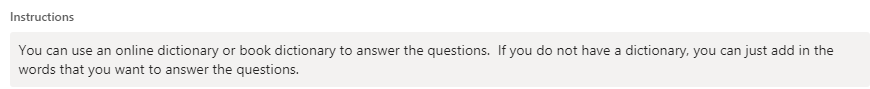 Instructions
You can use an online dictionary or book dictionary to answer the questions.  If you do not have a dictionary, you can just add in the
words that you want to answer the questions.